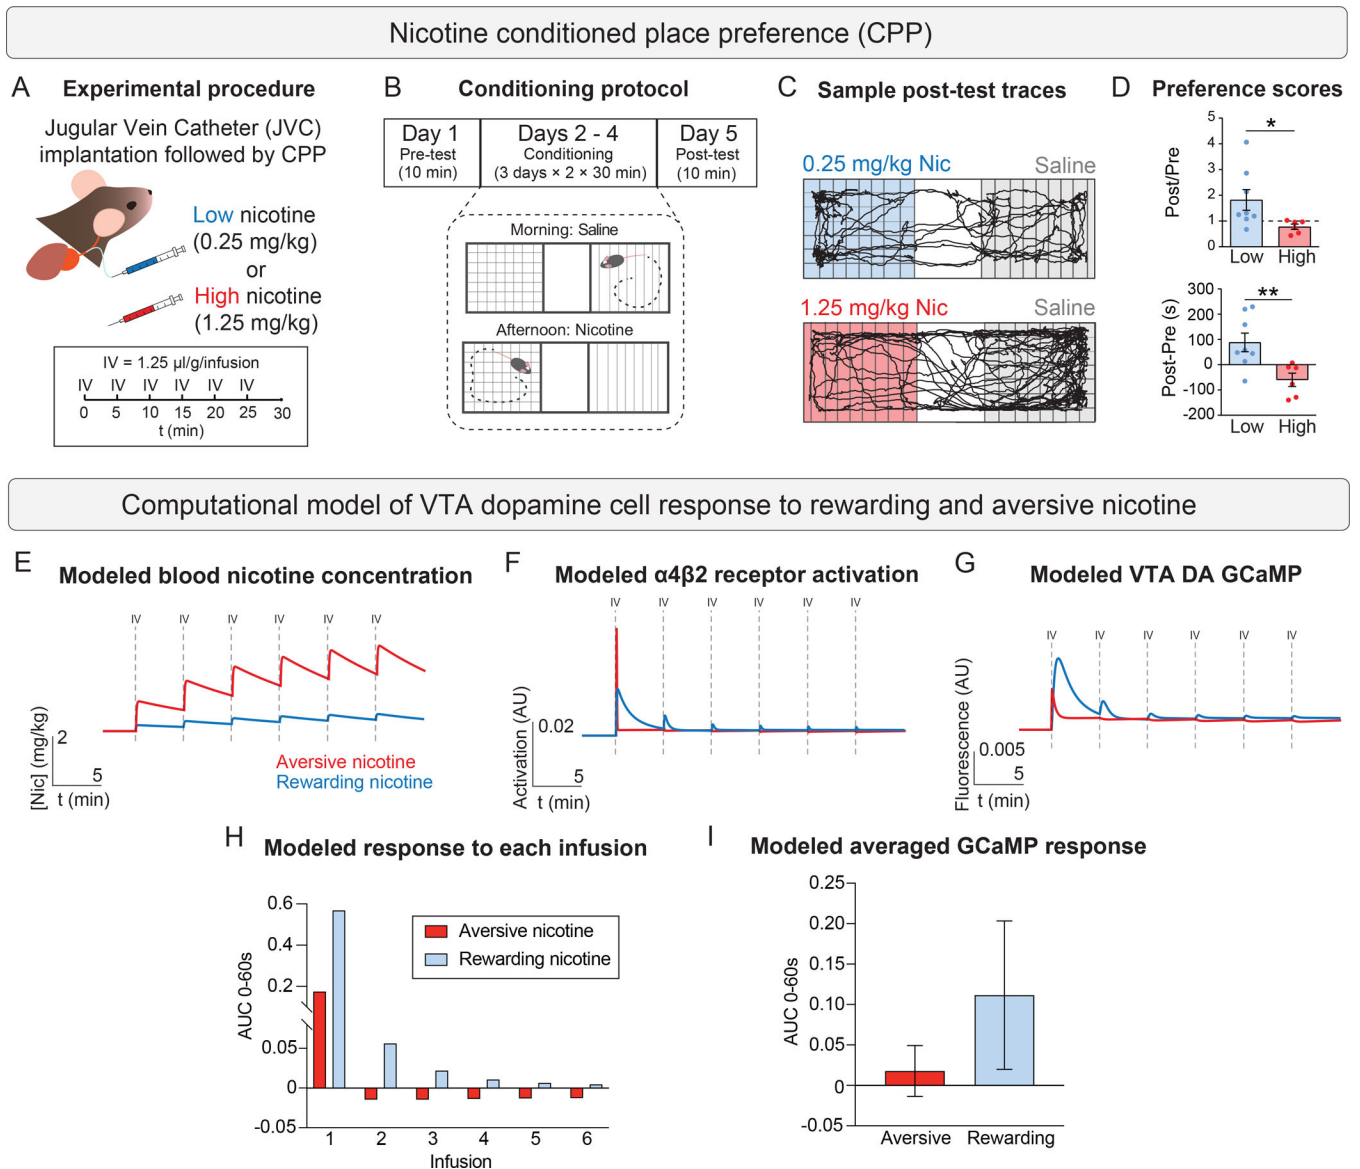 Nicotine conditioned place preference (CPP)
A Experimental procedure
Jugular Vein Catheter (JVC)
implantation followed by CPP
Low nicotine
(0.25 mg/kg)
or
High nicotine
(1.25 mg/kg)
IV = 1.25 µl/g/infusion
IV IV IV IV IV IV
0 5 10 15 20 25 30
t (min)
B Conditioning protocol
Day 1
Pre-test
(10 min)
Days 2 - 4
Conditioning
(3 days × 2 × 30 min)
Day 5
Post-test
(10 min)
Morning: Saline
Afternoon: Nicotine
C Sample post-test traces
0.25 mg/kg Nic Saline
1.25 mg/kg Nic Saline
D Preference scores
Post/Pre
5
4
3
2
1
0
*
Low High
Post-Pre (s)
300
200
100
0
-100
-200
**
Low High
Computational model of VTA dopamine cell response to rewarding and aversive nicotine
E Modeled blood nicotine concentration
IV IV IV IV IV IV
[Nic] (mg/kg)
2
5
t (min)
Aversive nicotine
Rewarding nicotine
F Modeled α4β2 receptor activation
IV IV IV IV IV IV
Activation (AU)
0.02
5
t (min)
G Modeled VTA DA GCaMP
IV IV IV IV IV IV
Fluorescence (AU)
0.005
5
t (min)
H Modeled response to each infusion
AUC 0-60s
0.6
0.4
0.2
0.05
0
-0.05
Aversive nicotine
Rewarding nicotine
1 2 3 4 5 6
Infusion
I Modeled averaged GCaMP response
AUC 0-60s
0.25
0.20
0.15
0.10
0.05
0
-0.05
Aversive Rewarding